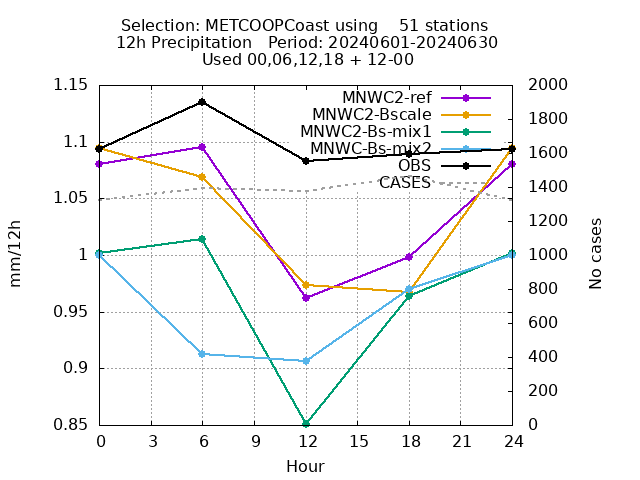 Selection: METCOOPCoast using    51 stations
12h Precipitation   Period: 20240601-20240630
Used 00,06,12,18 + 12-00
1.15
1.1
1.05
1
0.95
0.9
0.85
mm/12h
2000
1800
1600
1400
1200
1000
800
600
400
200
0
No cases
MNWC2-ref
MNWC2-Bscale
MNWC2-Bs-mix1
MNWC-Bs-mix2
OBS
CASES
0 3 6 9 12 15 18 21 24
Hour